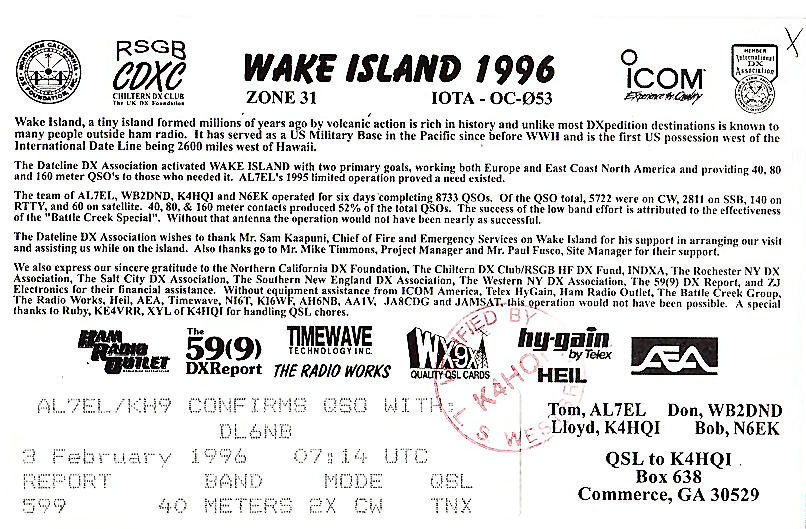 NORTHERN CALIFORNIA
DX FOUNDATION, INC.
RSGB
CDXC
CHILTERN DX CLUB
The UK DX Foundation
WAKE ISLAND 1996
ZONE 31 IOTA - OC-Ø53
ICOM
Experience the Quality
MEMBER
International
DX
Association
X
Wake Island, a tiny island formed millions of years ago by volcanic action is rich in history and unlike most DXpedition destinations is known to
many people outside ham radio. It has served as a US Military Base in the Pacific since before WWII and is the first US possession west of the
International Date Line being 2600 miles west of Hawaii.
The Dateline DX Association activated WAKE ISLAND with two primary goals, working both Europe and East Coast North America and providing 40, 80
and 160 meter QSO's to those who needed it. AL7EL's 1995 limited operation proved a need existed.
The team of AL7EL, WB2DND, K4HQI and N6EK operated for six days completing 8733 QSOs. Of the QSO total, 5722 were on CW, 2811 on SSB, 140 on
RTTY, and 60 on satellite. 40, 80, & 160 meter contacts produced 52% of the total QSOs. The success of the low band effort is attributed to the effectiveness
of the "Battle Creek Special". Without that antenna the operation would not have been nearly as successful.
The Dateline DX Association wishes to thank Mr. Sam Kaapuni, Chief of Fire and Emergency Services on Wake Island for his support in arranging our visit
and assisting us while on the island. Also thanks go to Mr. Mike Timmons, Project Manager and Mr. Paul Fusco, Site Manager for their support.
We also express our sincere gratitude to the Northern California DX Foundation, The Chiltern DX Club/RSGB HF DX Fund, INDXA, The Rochester NY DX
Association, The Salt City DX Association, The Southern New England DX Association, The Western NY DX Association, The 59(9) DX Report, and ZJ
Electronics for their financial assistance. Without equipment assistance from ICOM America, Telex HyGain, Ham Radio Outlet, The Battle Creek Group,
The Radio Works, Heil, AEA, Timewave, NI6T, KI6WF, AH6NB, AA1V, JA8CDG and JAMSAT, this operation would not have been possible. A special
thanks to Ruby, KE4VRR, XYL of K4HQI for handling QSL chores.
HAM
RADIO
OUTLET
The
59(9)
DXReport
TIMEWAVE
TECHNOLOGY INC.
THE RADIO WORKS
WX9X
QUALITY QSL CARDS
hy-gain
by Telex
HEIL
AEA
VERIFIED BY
K4HQI
AL7EL/KH9 CONFIRMS QSO WITH:
DL6NB
3 February 1996 07:14 UTC
REPORT BAND MODE QSL
599 40 METERS 2X CW TNX
Tom, AL7EL Don, WB2DND
Lloyd, K4HQI Bob, N6EK
QSL to K4HQI
Box 638
Commerce, GA 30529